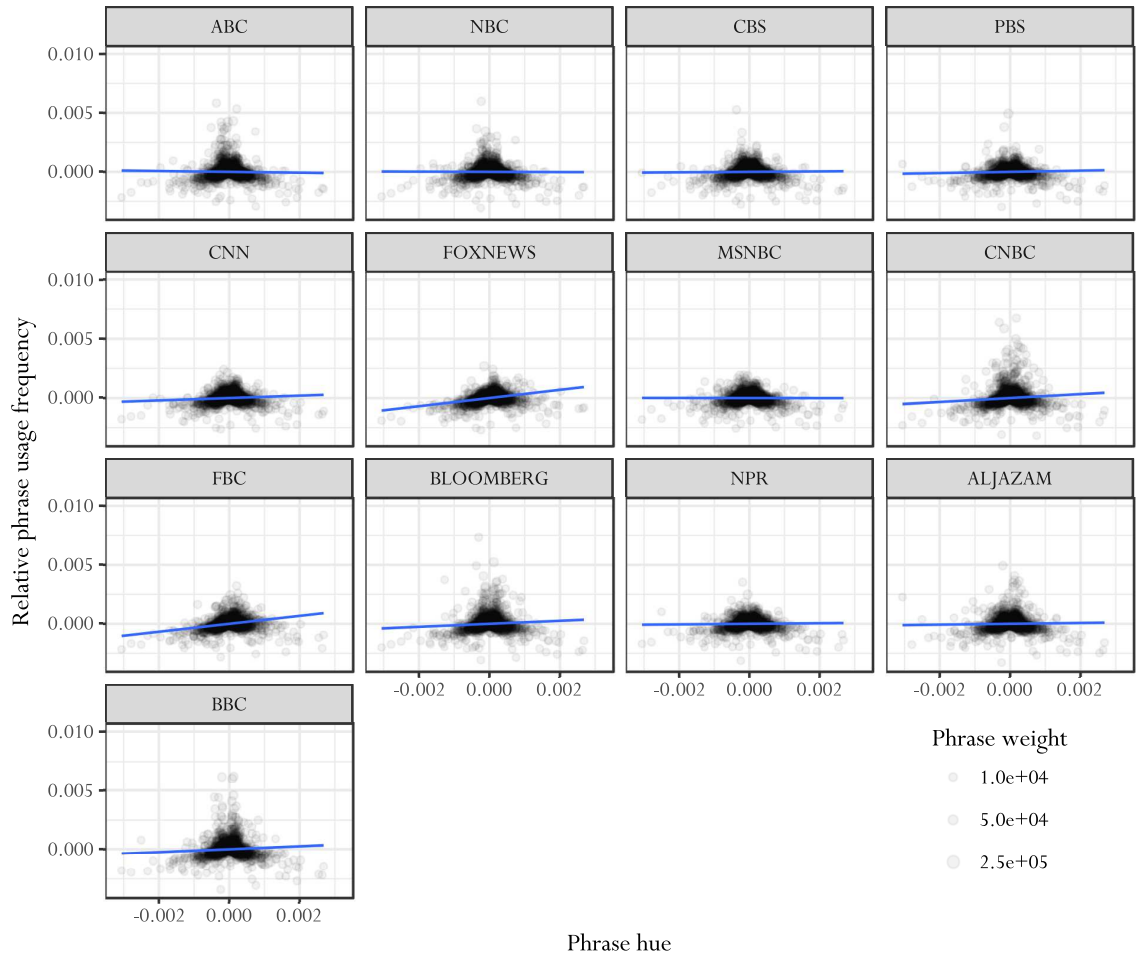 ABC NBC CBS PBS
0.010
0.005
0.000
CNN FOXNEWS MSNBC CNBC
0.010
0.005
0.000
Relative phrase usage frequency
FBC BLOOMBERG NPR ALJAZAM
0.010
0.005
0.000
-0.002 0.000 0.002 -0.002 0.000 0.002 -0.002 0.000 0.002
BBC
0.010
0.005
0.000
-0.002 0.000 0.002
Phrase weight
1.0e+04
5.0e+04
2.5e+05
Phrase hue